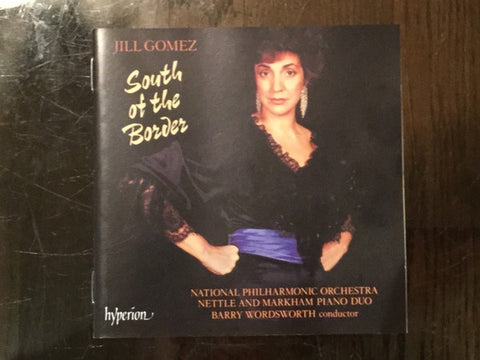 JILL GOMEZ
South
of the
Border
NATIONAL PHILHARMONIC ORCHESTRA
NETTLE AND MARKHAM PIANO DUO
BARRY WORDSWORTH conductor
hyperion